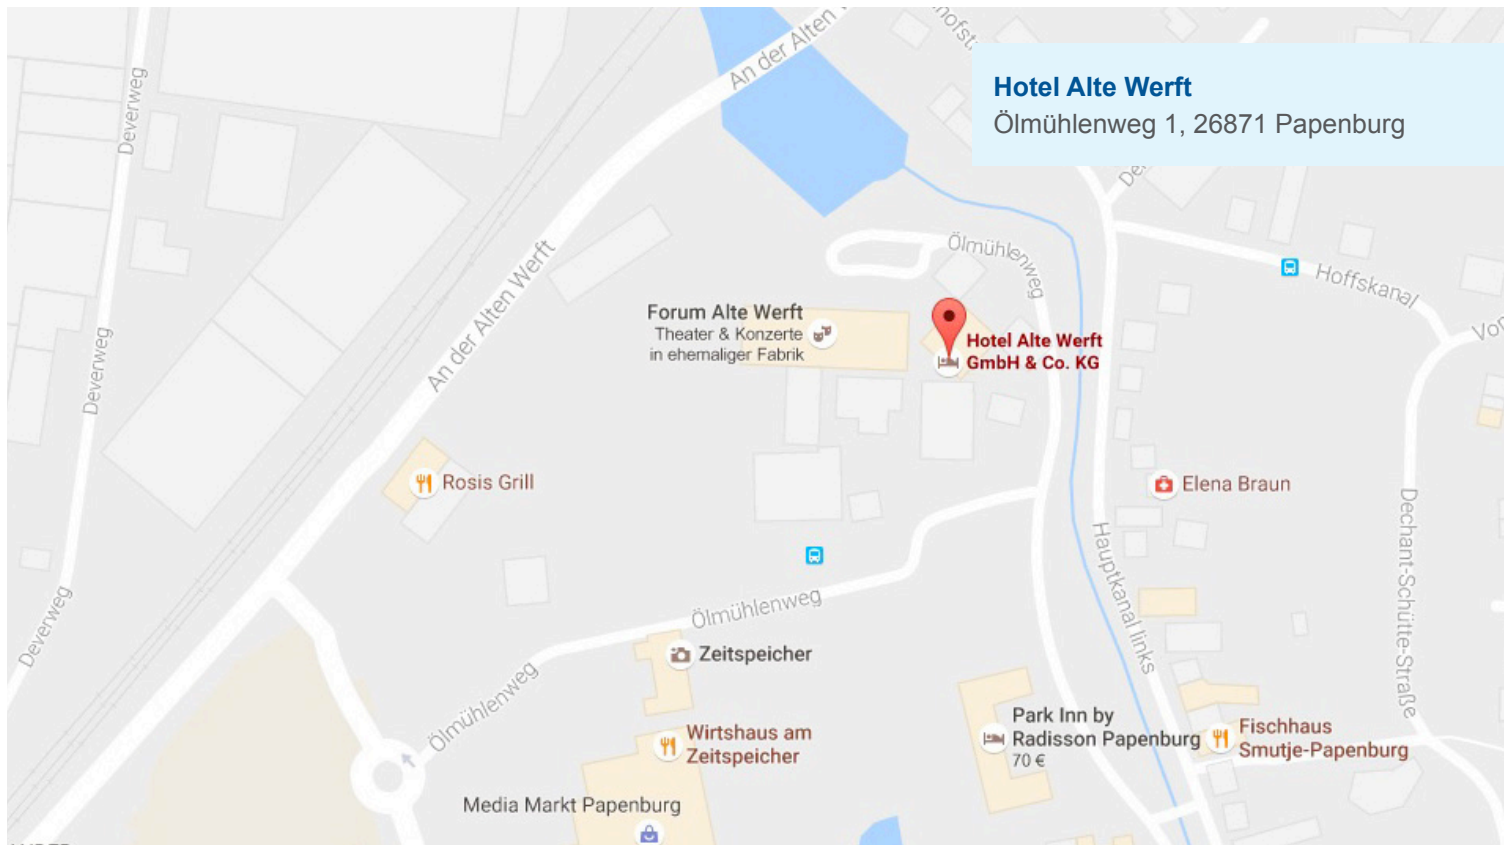 An der Alten
Hotel Alte Werft
Ölmühlenweg 1, 26871 Papenburg
Deverweg
Ölmühlenweg
Hoffskanal
An der Alten Werft
Forum Alte Werft
Theater & Konzerte
in ehemaliger Fabrik
Hotel Alte Werft
GmbH & Co. KG
Deverweg
Rosis Grill
Elena Braun
Dechant-Schütte-Straße
Hauptkanal links
Ölmühlenweg
Deverweg
Zeitspeicher
Ölmühlenweg
Wirtshaus am
Zeitspeicher
Park Inn by
Radisson Papenburg
70 €
Fischhaus
Smutje-Papenburg
Media Markt Papenburg